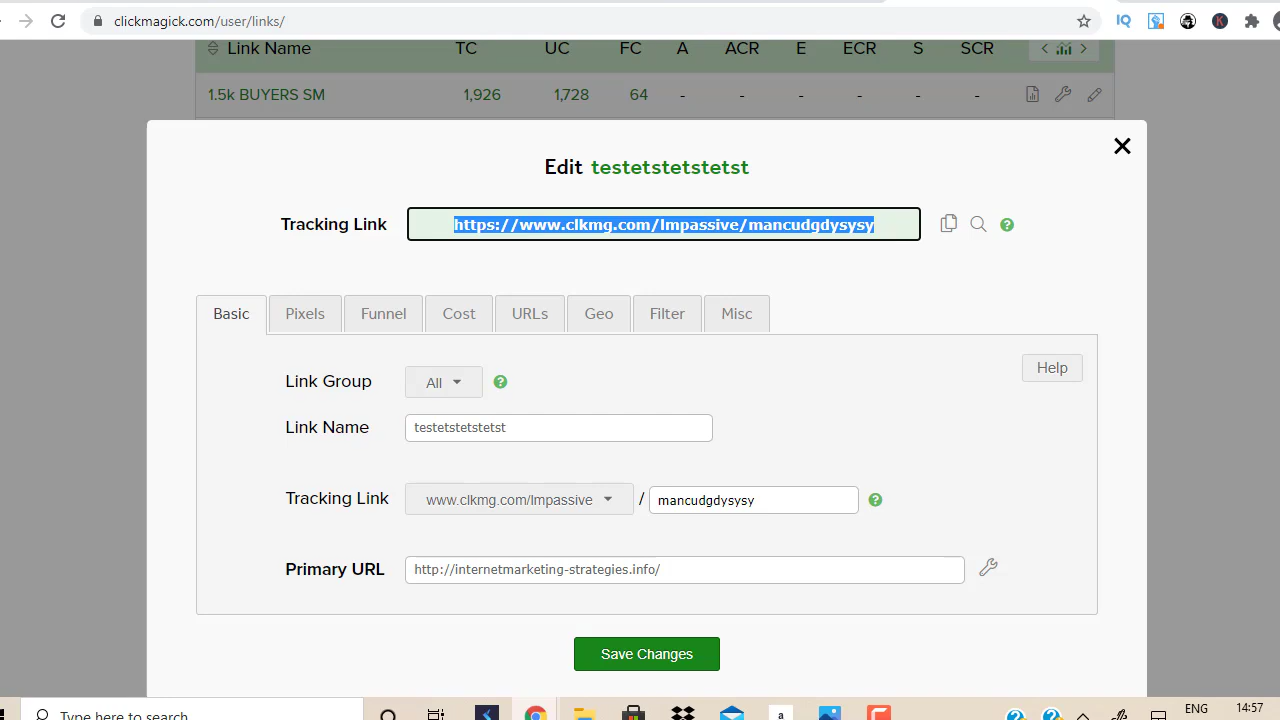 clickmagick.com/user/links/
IQ K
Link Name TC UC FC A ACR E ECR S SCR
1.5k BUYERS SM 1,926 1,728 64 - - - - - -
Edit testetstetstetst
Tracking Link https://www.clkmg.com/Impassive/mancudgdysysy ?
Basic Pixels Funnel Cost URLs Geo Filter Misc
Help
Link Group All ?
Link Name testetstetstetst
Tracking Link www.clkmg.com/Impassive / mancudgdysysy ?
Primary URL http://internetmarketing-strategies.info/
Save Changes
Type here to search a ? ? ENG 14:57